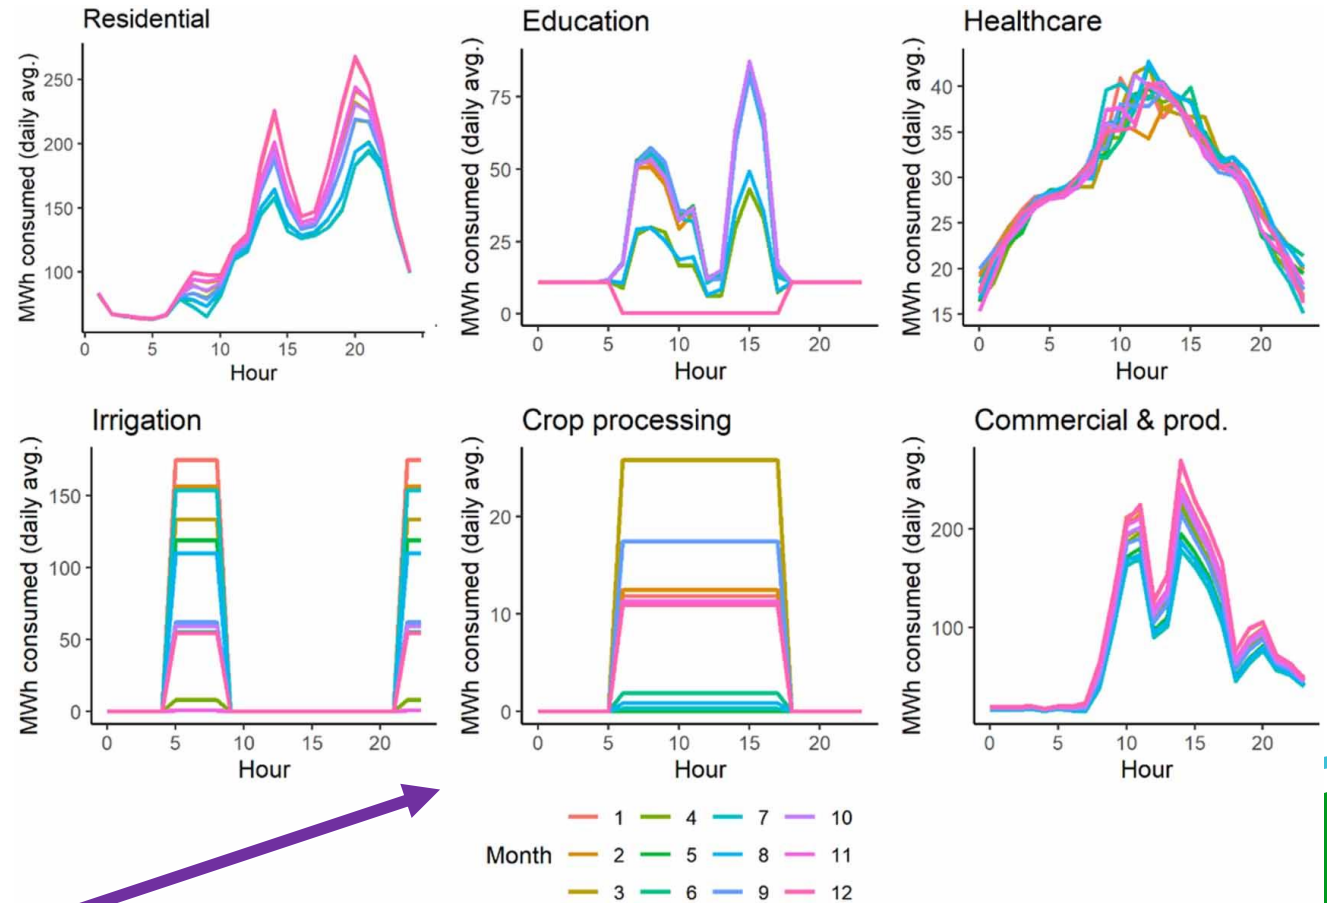 Residential
MWh consumed (daily avg.)
250
200
150
100
0 5 10 15 20
Hour
Education
MWh consumed (daily avg.)
75
50
25
0
0 5 10 15 20
Hour
Healthcare
MWh consumed (daily avg.)
40
35
30
25
20
15
0 5 10 15 20
Hour
Irrigation
MWh consumed (daily avg.)
150
100
50
0
0 5 10 15 20
Hour
Crop processing
MWh consumed (daily avg.)
20
10
0
0 5 10 15 20
Hour
Commercial & prod.
MWh consumed (daily avg.)
200
100
0 5 10 15 20
Hour
Month
1 4 7 10
2 5 8 11
3 6 9 12